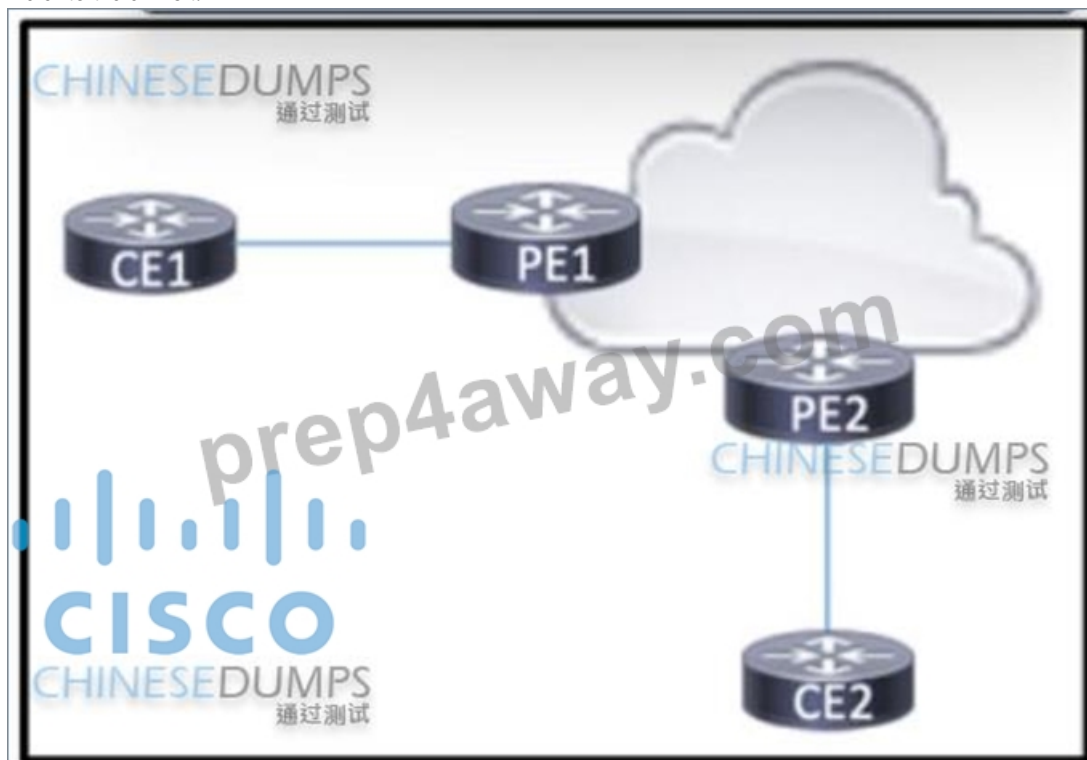 CHINESEDUMPS
通过测试
CE1
PE1
prep4away.com
PE2
CHINESEDUMPS
通过测试
CISCO
CHINESEDUMPS
通过测试
CE2